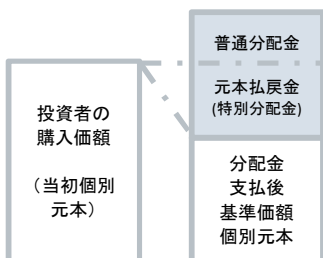 投資者の
購入価額
（当初個別
元本）
普通分配金
元本払戻金
(特別分配金)
分配金
支払後
基準価額
個別元本